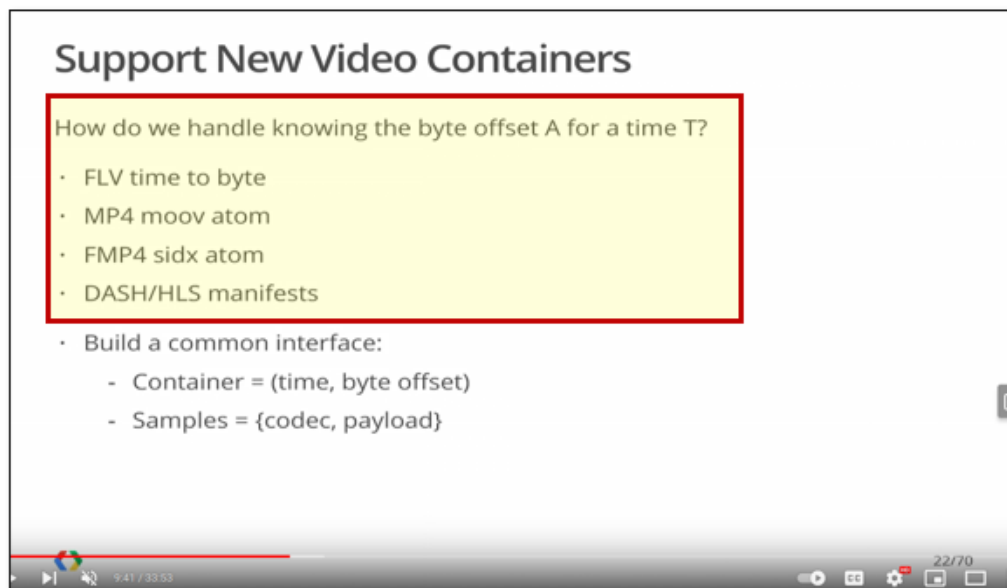 Support New Video Containers
How do we handle knowing the byte offset A for a time T?
· FLV time to byte
· MP4 moov atom
· FMP4 sidx atom
· DASH/HLS manifests
· Build a common interface:
- Container = (time, byte offset)
- Samples = {codec, payload}
22/70
9:41 / 33:53
CC
HD